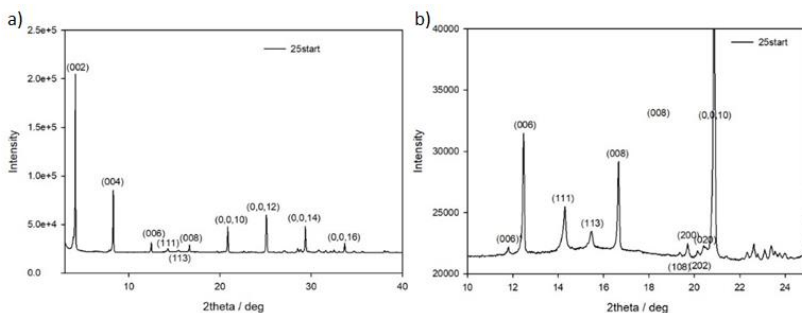 a)
2.5e+5
2.0e+5
1.5e+5
1.0e+5
5.0e+4
0.0
Intensity
25start
(002)
(004)
(006)
(111)
(113)
(008)
(0,0,10)
(0,0,12)
(0,0,14)
(0,0,16)
10 20 30 40
2theta / deg
b)
40000
35000
30000
25000
20000
Intensity
25start
(006)
(006)
(111)
(113)
(008)
(008)
(0,0,10)
(108)
(200)
(202)
(020)
10 12 14 16 18 20 22 24
2theta / deg